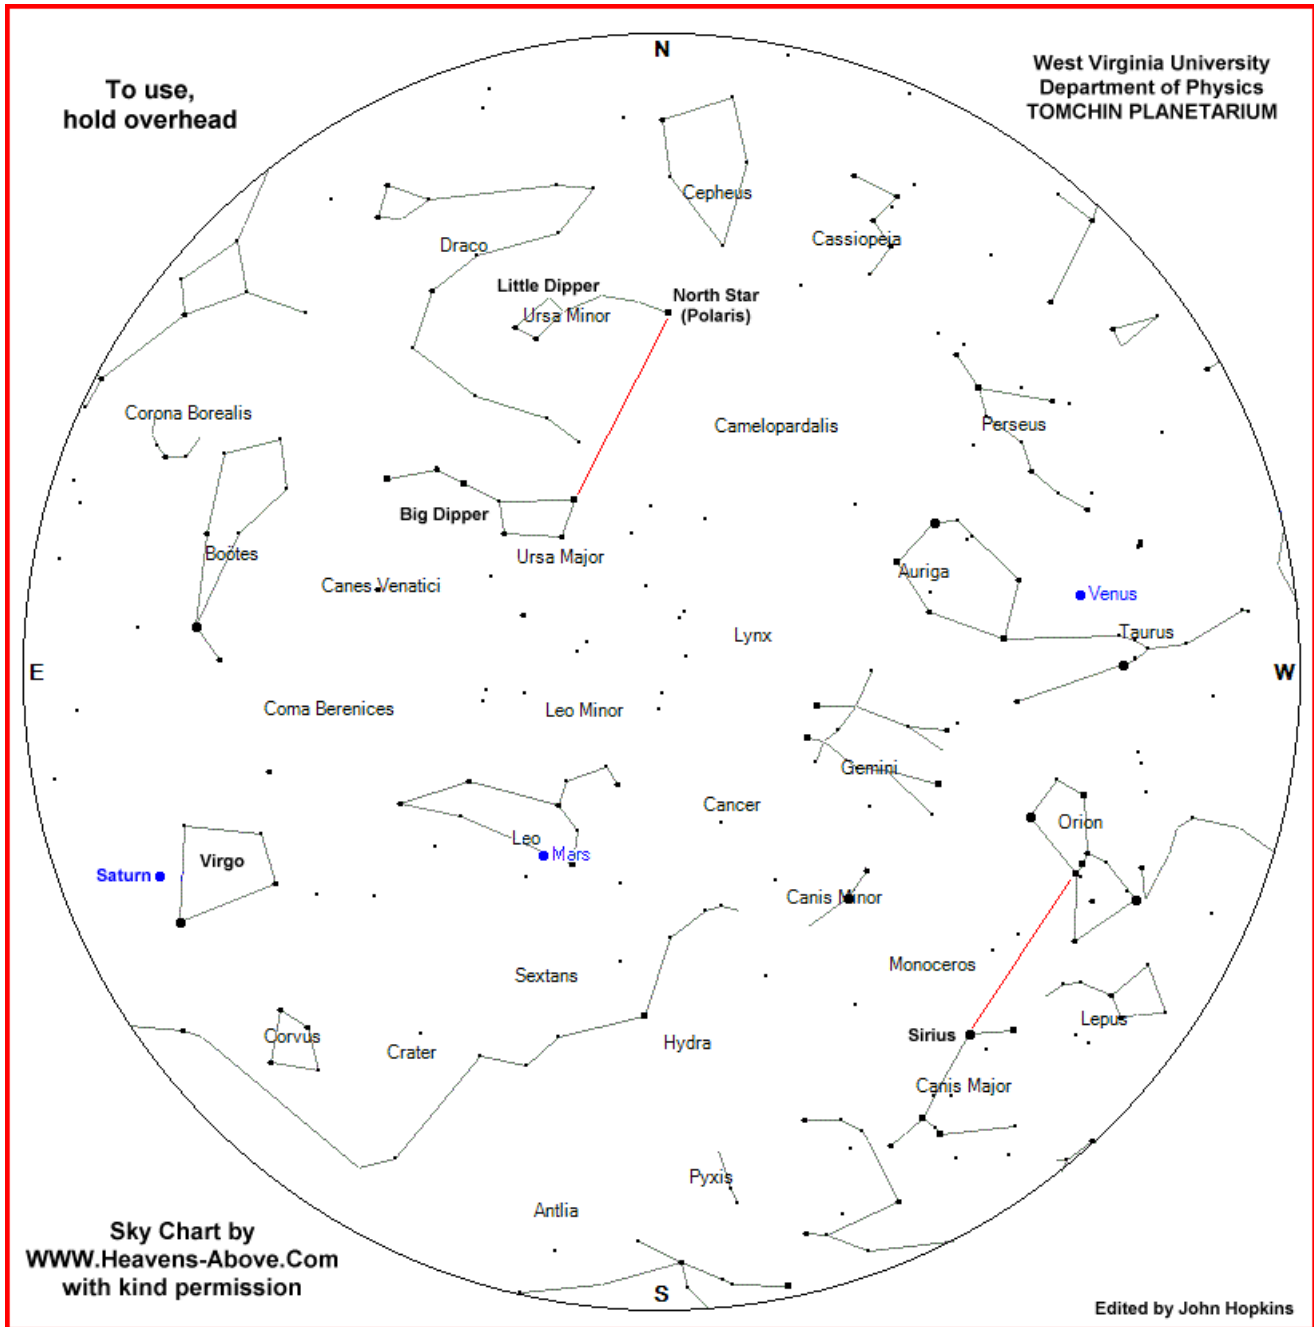 N
To use,
hold overhead
West Virginia University
Department of Physics
TOMCHIN PLANETARIUM
Cepheus
Cassiopeia
Draco
Little Dipper
Ursa Minor
North Star
(Polaris)
Corona Borealis
Camelopardalis
Perseus
Big Dipper
Ursa Major
Boötes
Canes Venatici
Auriga
Venus
Lynx
Taurus
E
W
Coma Berenices
Leo Minor
Gemini
Cancer
Orion
Leo
Mars
Virgo
Saturn
Canis Minor
Sextans
Monoceros
Lepus
Corvus
Crater
Hydra
Sirius
Canis Major
Pyxis
Antlia
Sky Chart by
WWW.Heavens-Above.Com
with kind permission
S
Edited by John Hopkins